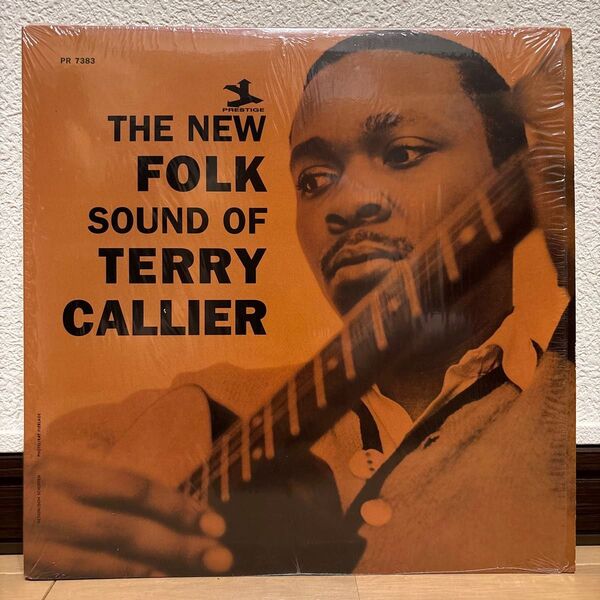 PR 7383
PRESTIGE
THE NEW
FOLK
SOUND OF
TERRY
CALLIER